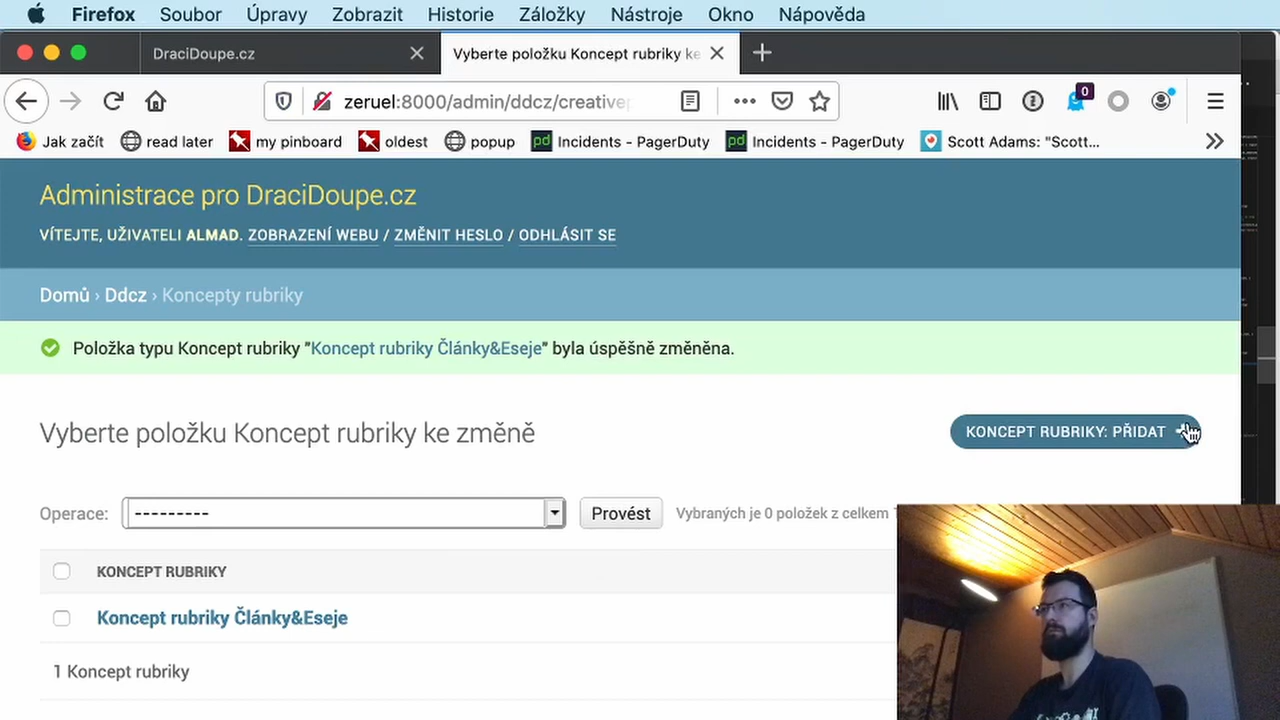 Firefox Soubor Úpravy Zobrazit Historie Záložky Nástroje Okno Nápověda
DraciDoupe.cz Vyberte položku Koncept rubriky ke
zeruel:8000/admin/ddcz/creativep
0
Jak začít read later my pinboard oldest popup pd Incidents - PagerDuty pd Incidents - PagerDuty Scott Adams: "Scott...
Administrace pro DraciDoupe.cz
VÍTEJTE, UŽIVATELI ALMAD. ZOBRAZENÍ WEBU / ZMĚNIT HESLO / ODHLÁSIT SE
Domů › Ddcz › Koncepty rubriky
Položka typu Koncept rubriky "Koncept rubriky Články&Eseje" byla úspěšně změněna.
Vyberte položku Koncept rubriky ke změně
KONCEPT RUBRIKY: PŘIDAT
Operace: --------- Provést Vybraných je 0 položek z celkem
KONCEPT RUBRIKY
Koncept rubriky Články&Eseje
1 Koncept rubriky